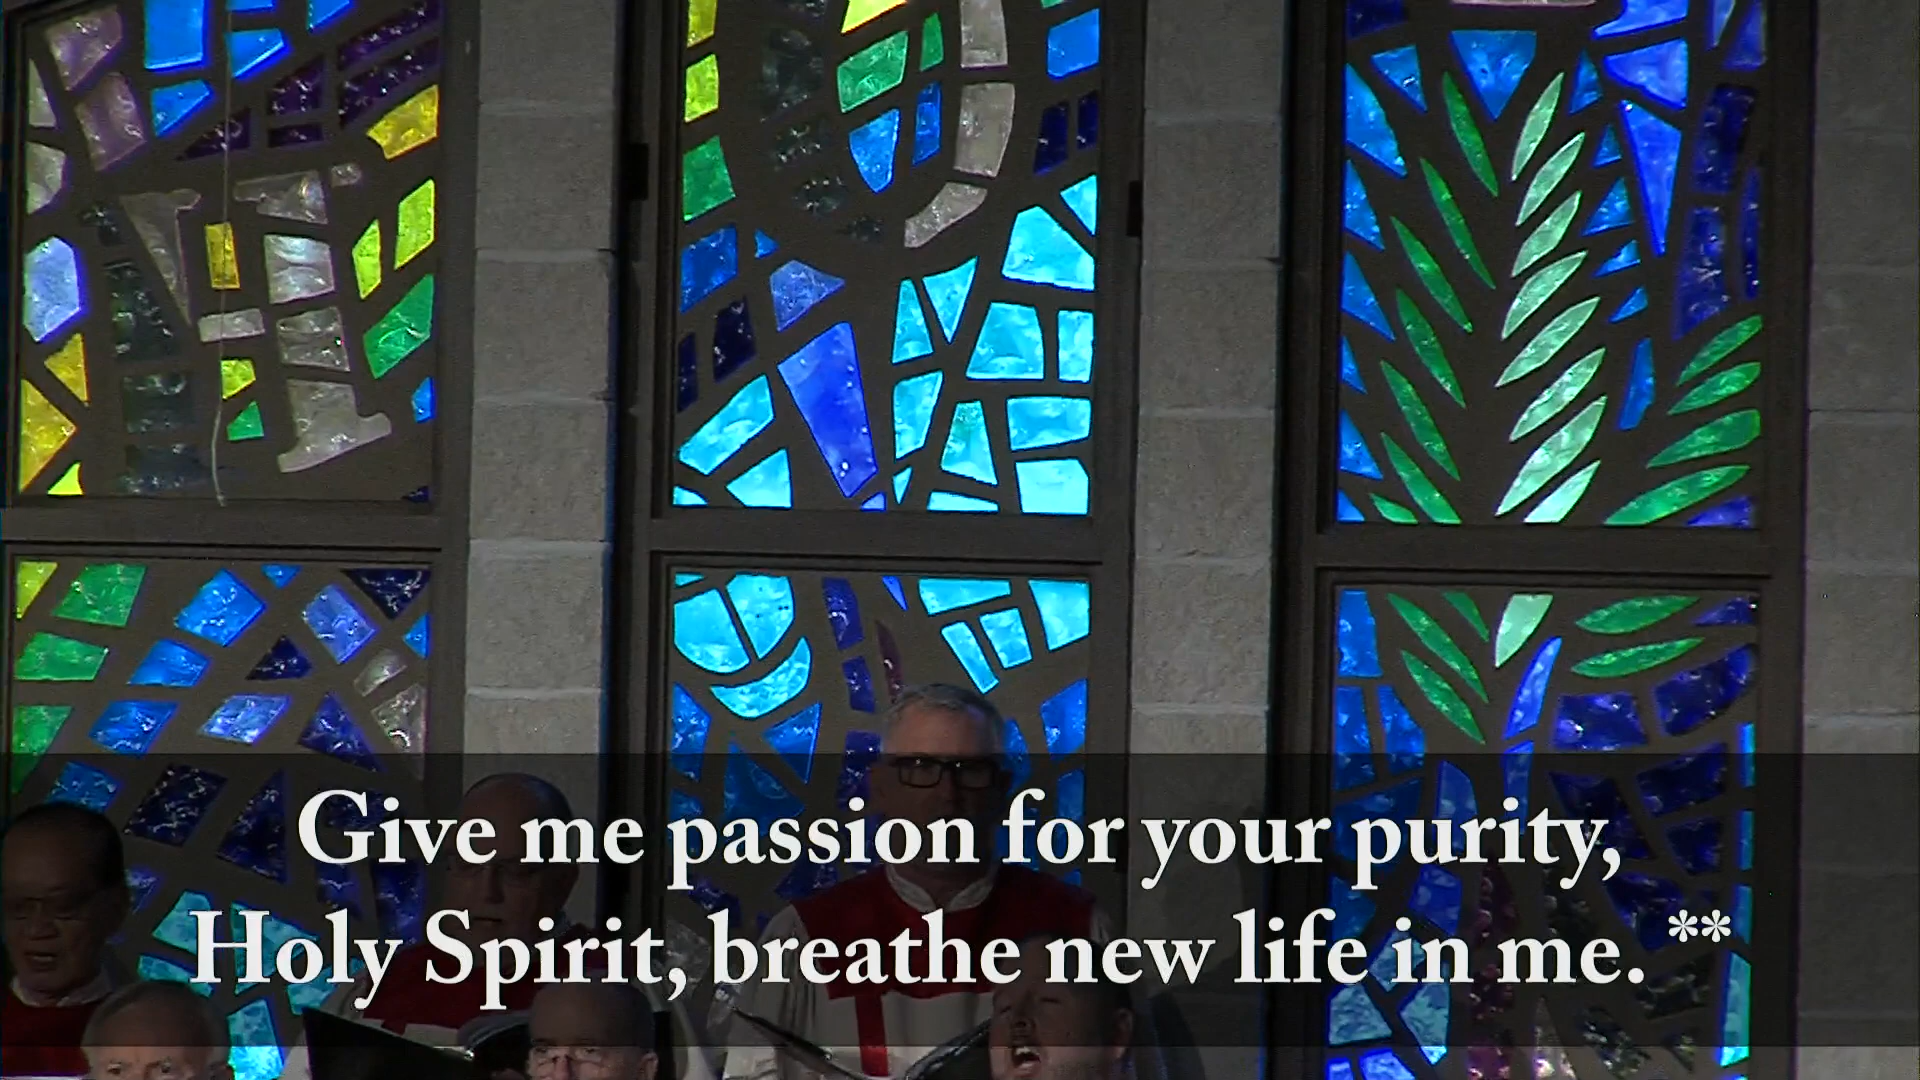 Give me passion for your purity,
Holy Spirit, breathe new life in me. **